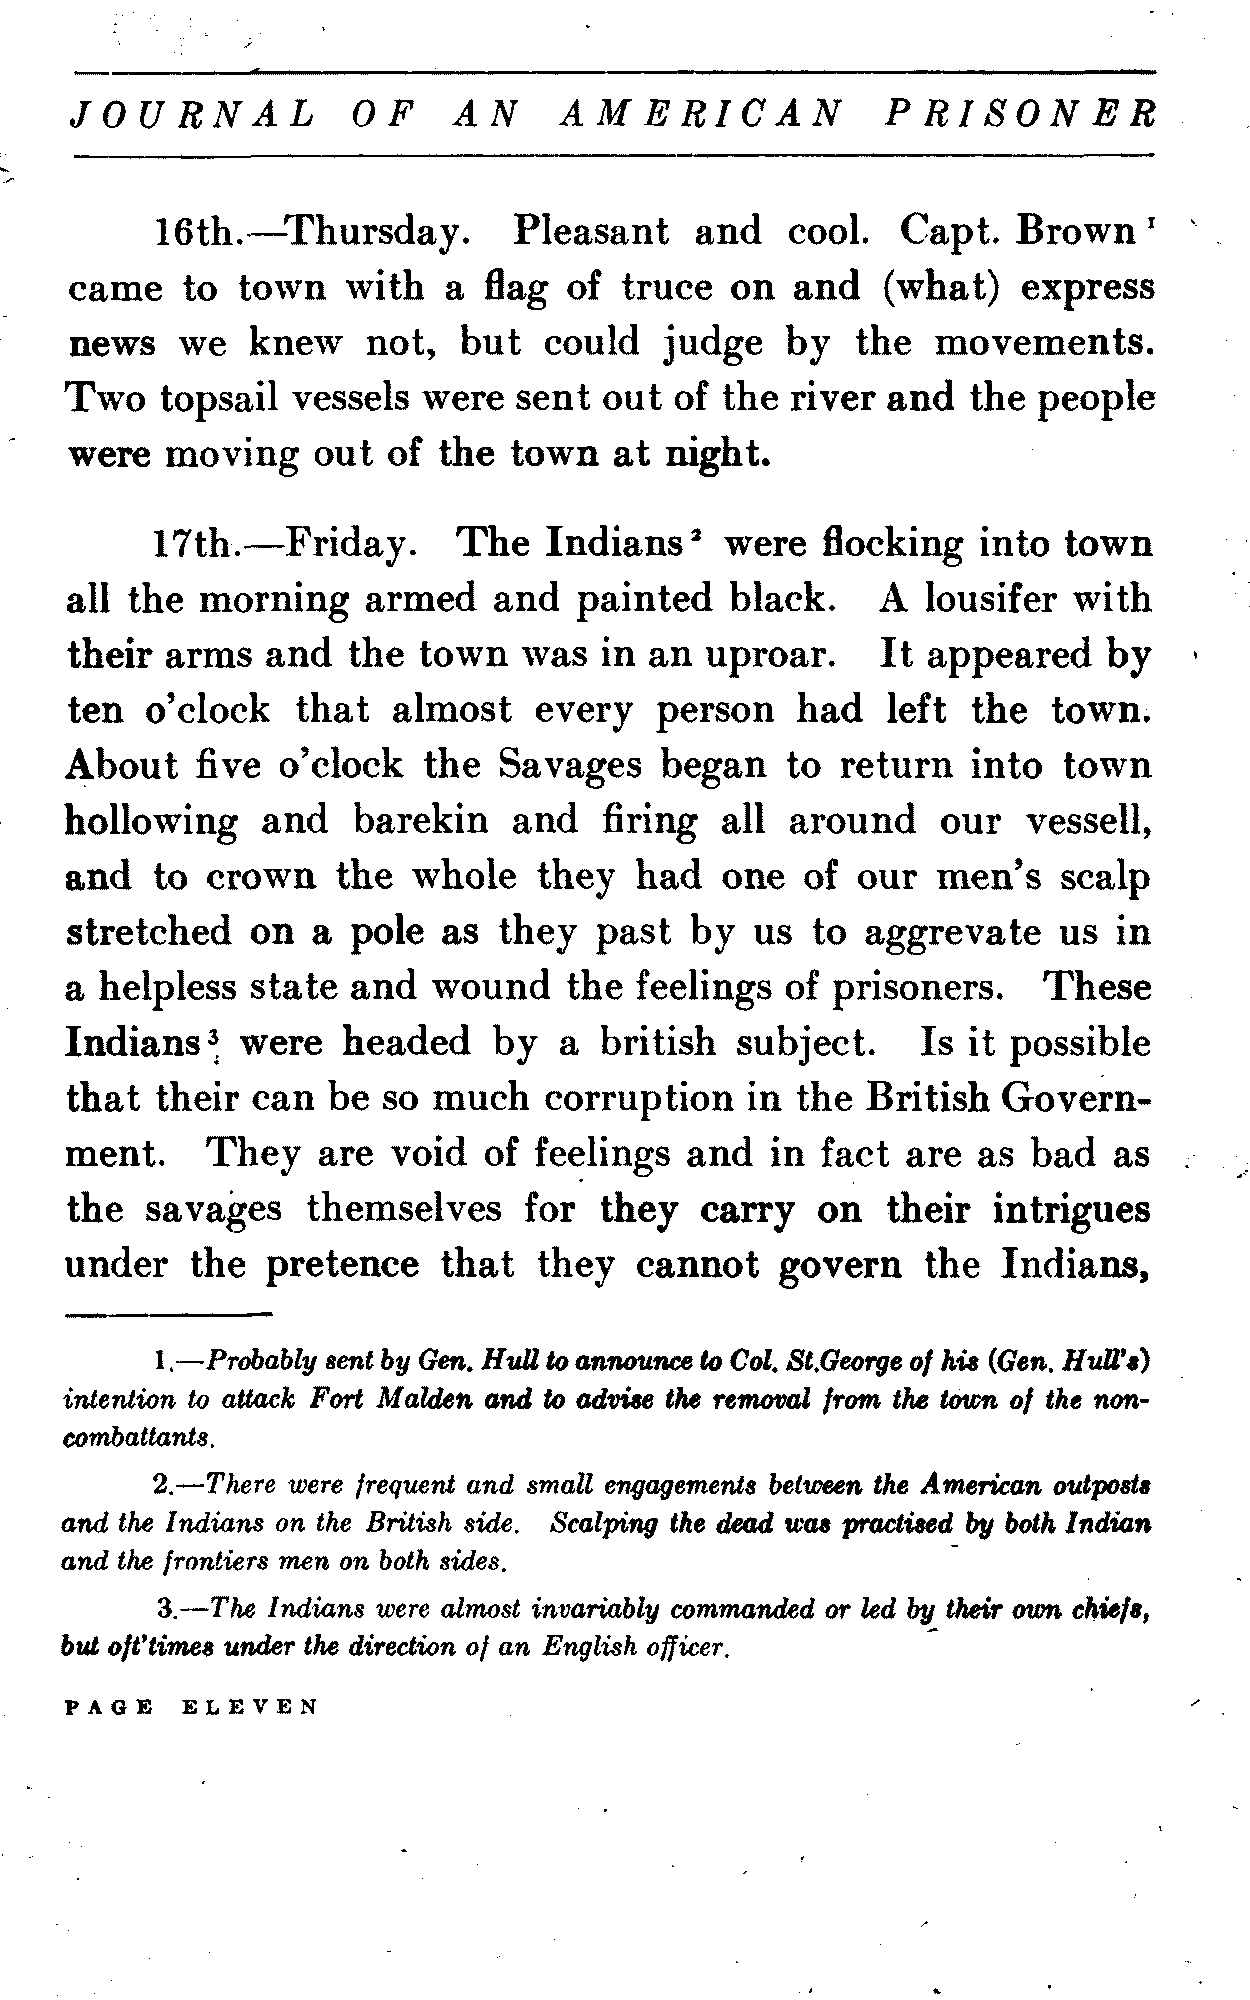 JOURNAL OF AN AMERICAN PRISONER
16th.—Thursday. Pleasant and cool. Capt. Brown ¹
came to town with a flag of truce on and (what) express
news we knew not, but could judge by the movements.
Two topsail vessels were sent out of the river and the people
were moving out of the town at night.
17th.—Friday. The Indians ² were flocking into town
all the morning armed and painted black. A lousifer with
their arms and the town was in an uproar. It appeared by
ten o'clock that almost every person had left the town.
About five o'clock the Savages began to return into town
hollowing and barekin and firing all around our vessell,
and to crown the whole they had one of our men's scalp
stretched on a pole as they past by us to aggrevate us in
a helpless state and wound the feelings of prisoners. These
Indians ³ were headed by a british subject. Is it possible
that their can be so much corruption in the British Govern-
ment. They are void of feelings and in fact are as bad as
the savages themselves for they carry on their intrigues
under the pretence that they cannot govern the Indians,
1.—Probably sent by Gen. Hull to announce to Col. St.George of his (Gen. Hull's)
intention to attack Fort Malden and to advise the removal from the town of the non-
combattants.
2.—There were frequent and small engagements between the American outposts
and the Indians on the British side. Scalping the dead was practised by both Indian
and the frontiers men on both sides.
3.—The Indians were almost invariably commanded or led by their own chiefs,
but oft'times under the direction of an English officer.
PAGE ELEVEN